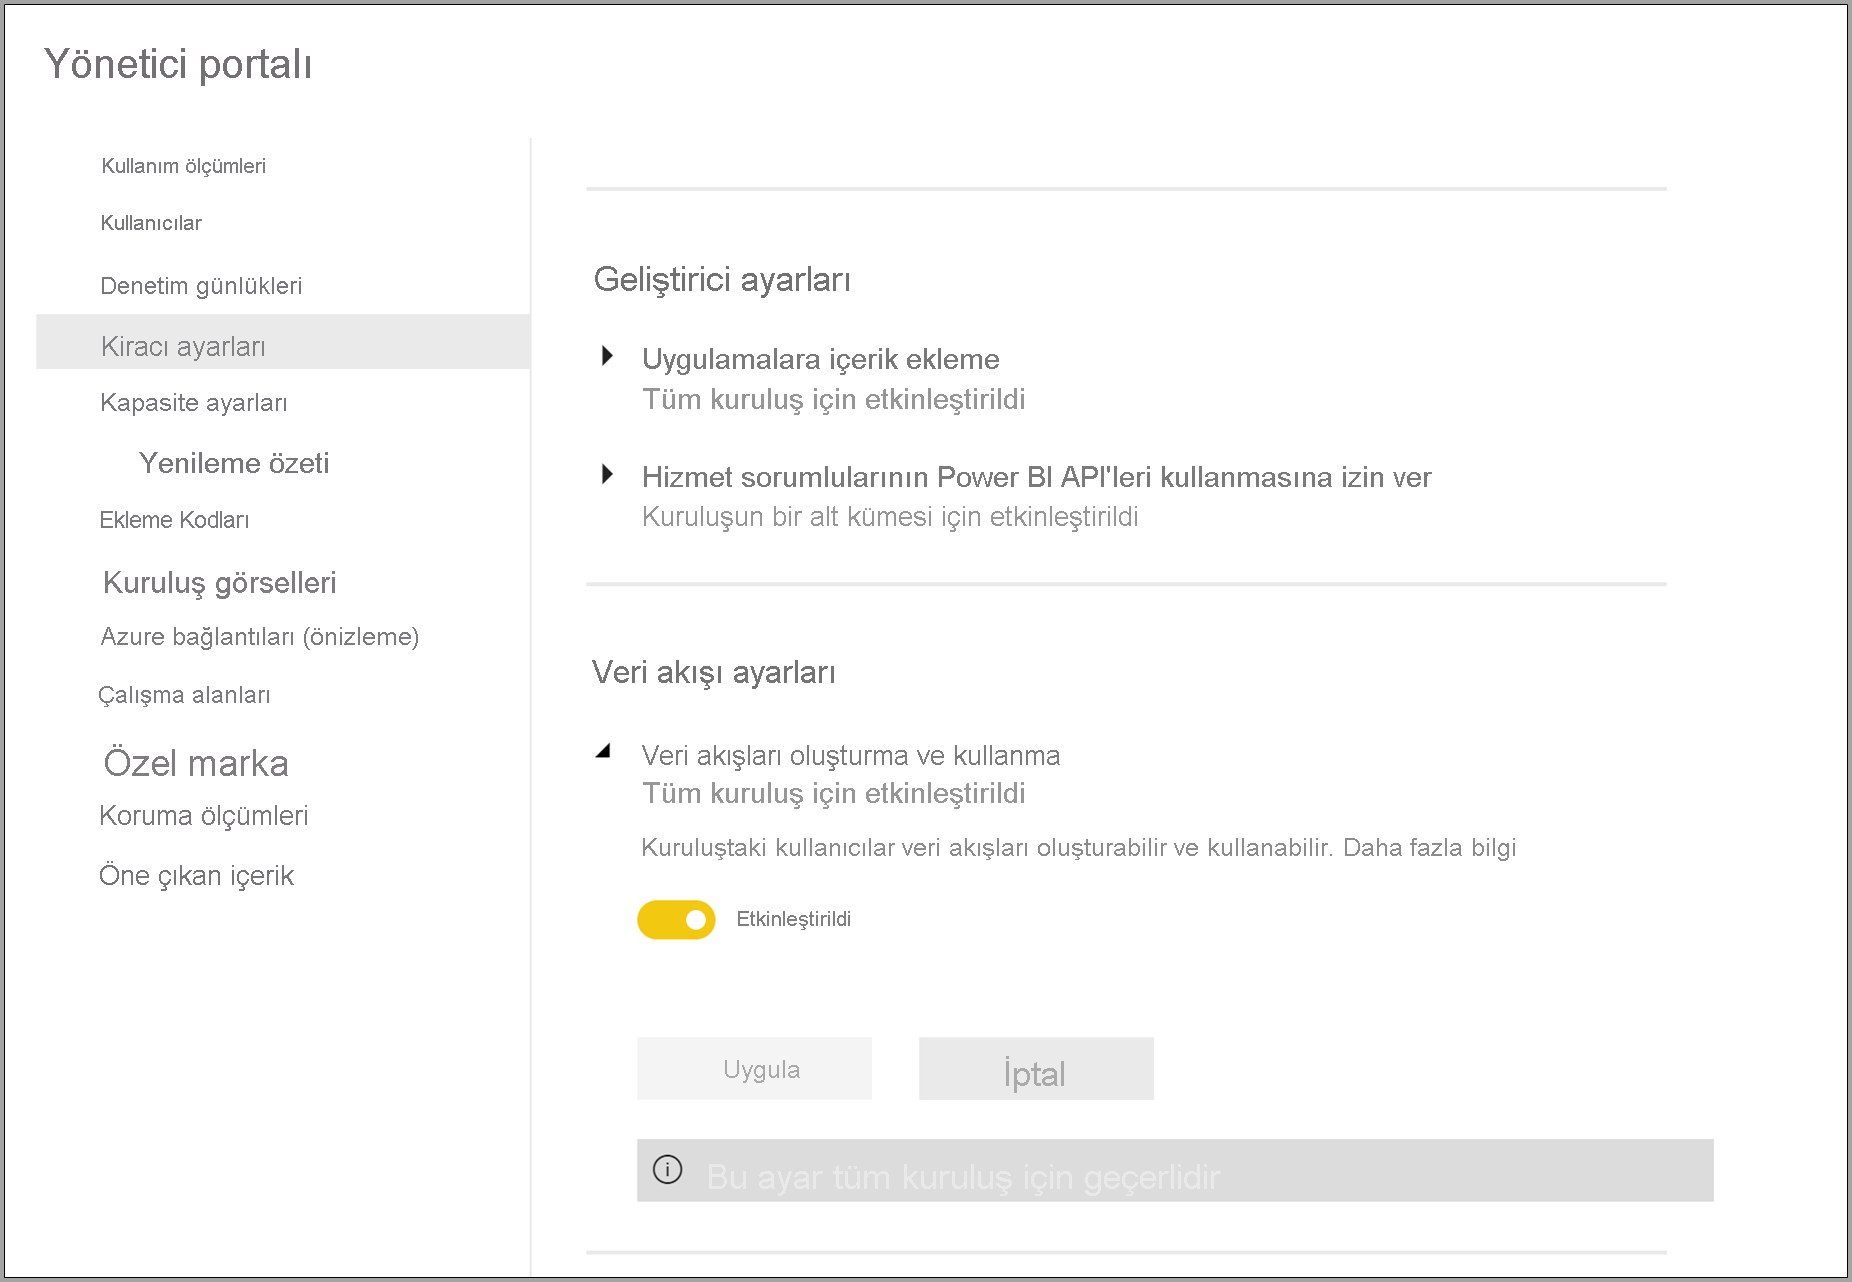 Yönetici portalı
Kullanım ölçümleri
Kullanıcılar
Denetim günlükleri
Kiracı ayarları
Kapasite ayarları
Yenileme özeti
Ekleme Kodları
Kuruluş görselleri
Azure bağlantıları (önizleme)
Çalışma alanları
Özel marka
Koruma ölçümleri
Öne çıkan içerik
Geliştirici ayarları
Uygulamalara içerik ekleme
Tüm kuruluş için etkinleştirildi
Hizmet sorumlularının Power BI API'leri kullanmasına izin ver
Kuruluşun bir alt kümesi için etkinleştirildi
Veri akışı ayarları
Veri akışları oluşturma ve kullanma
Tüm kuruluş için etkinleştirildi
Kuruluştaki kullanıcılar veri akışları oluşturabilir ve kullanabilir. Daha fazla bilgi
Etkinleştirildi
Uygula
İptal
Bu ayar tüm kuruluş için geçerlidir